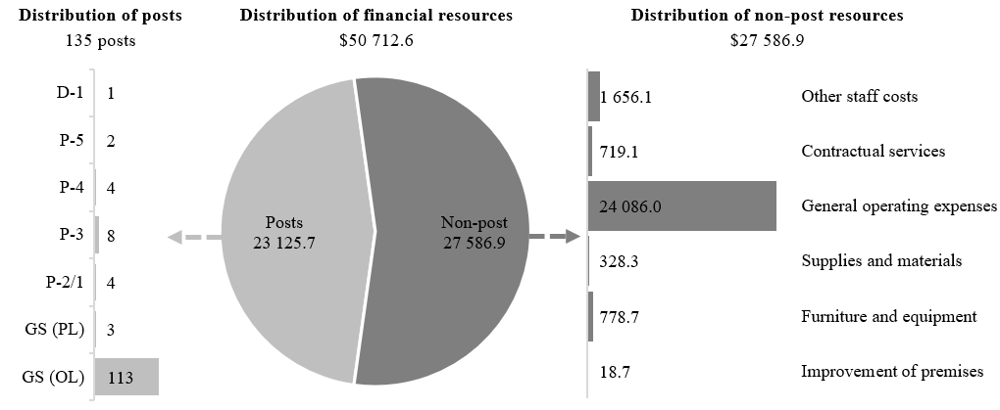 Distribution of posts
135 posts
D-1 1
P-5 2
P-4 4
P-3 8
P-2/1 4
GS (PL) 3
GS (OL) 113
Distribution of financial resources
$50 712.6
Posts
23 125.7
Non-post
27 586.9
Distribution of non-post resources
$27 586.9
1 656.1 Other staff costs
719.1 Contractual services
24 086.0 General operating expenses
328.3 Supplies and materials
778.7 Furniture and equipment
18.7 Improvement of premises